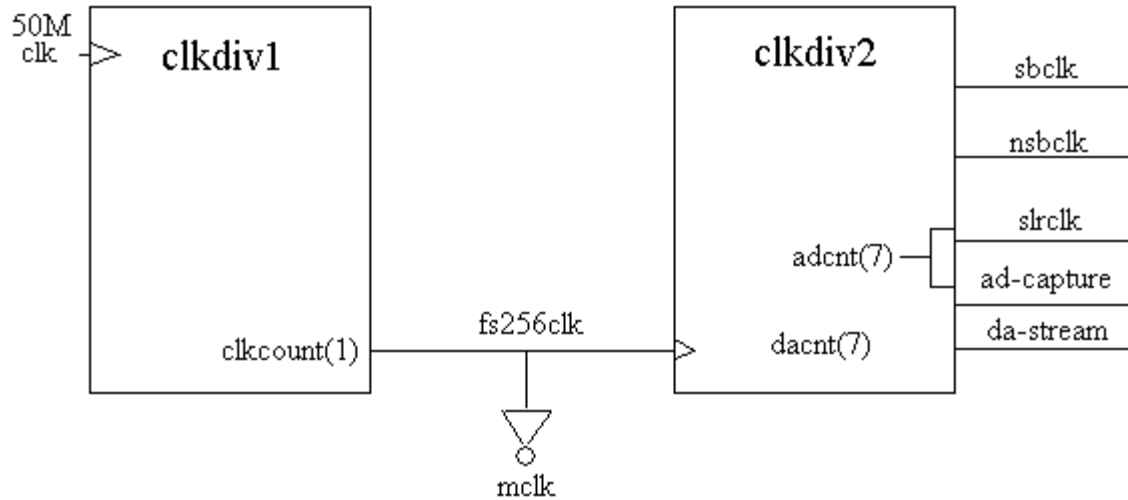 50M
clk
clkdiv1
clkcount(1)
fs256clk
mclk
clkdiv2
adcnt(7)
dacnt(7)
sbclk
nsbclk
slrclk
ad-capture
da-stream